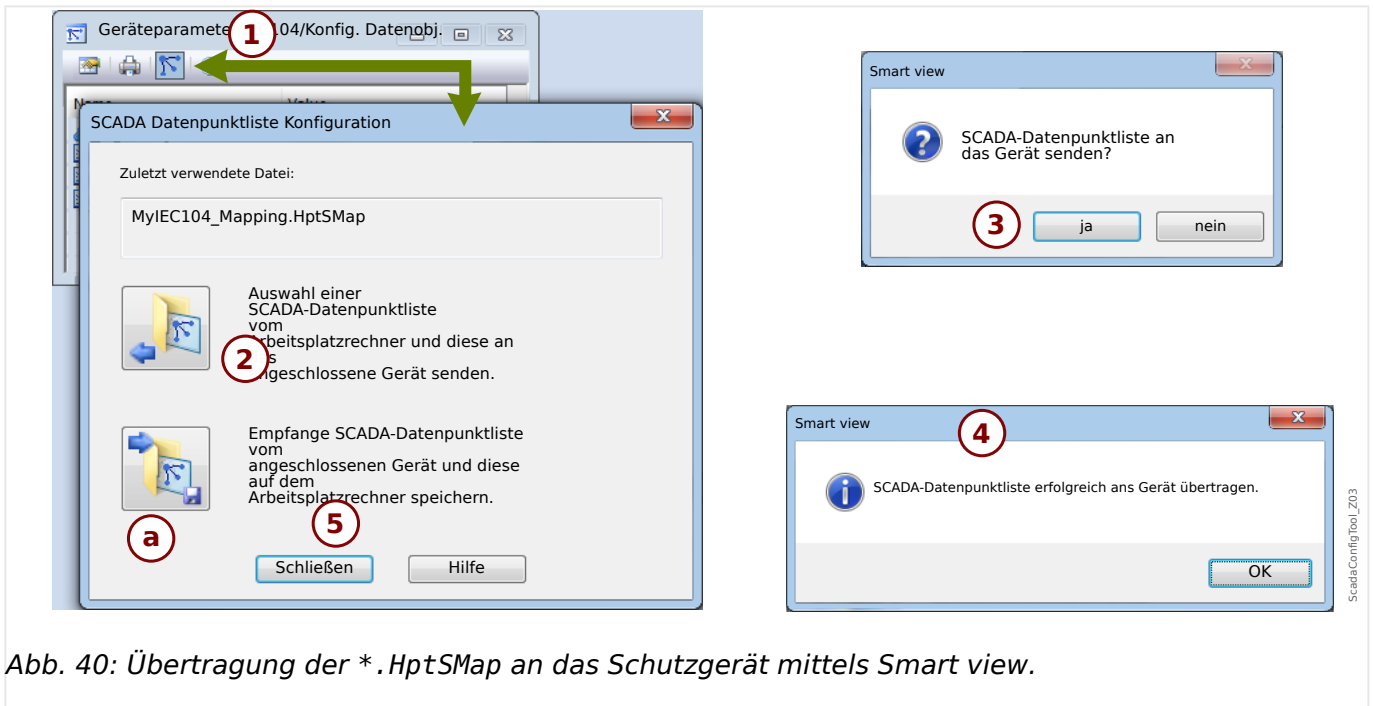 Geräteparamete
1
104/Konfig. Datenobj.
Value
SCADA Datenpunktliste Konfiguration
Zuletzt verwendete Datei:
MyIEC104_Mapping.HptSMap
Auswahl einer
SCADA-Datenpunktliste
vom
Arbeitsplatzrechner und diese an
2
angeschlossene Gerät senden.
Empfange SCADA-Datenpunktliste
vom
angeschlossenen Gerät und diese
auf dem
Arbeitsplatzrechner speichern.
a
5
Schließen
Hilfe
Smart view
SCADA-Datenpunktliste an
das Gerät senden?
3
ja
nein
Smart view
4
SCADA-Datenpunktliste erfolgreich ans Gerät übertragen.
OK
ScadaConfigTool_Z03
Abb. 40: Übertragung der *.HptSMap an das Schutzgerät mittels Smart view.